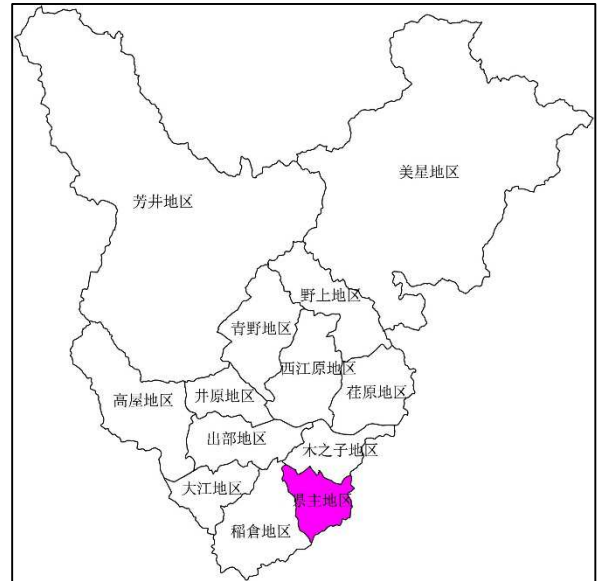 美星地区
芳井地区
野上地区
青野地区
西江原地区
荏原地区
井原地区
高屋地区
出部地区
木之子地区
大江地区
県主地区
稲倉地区